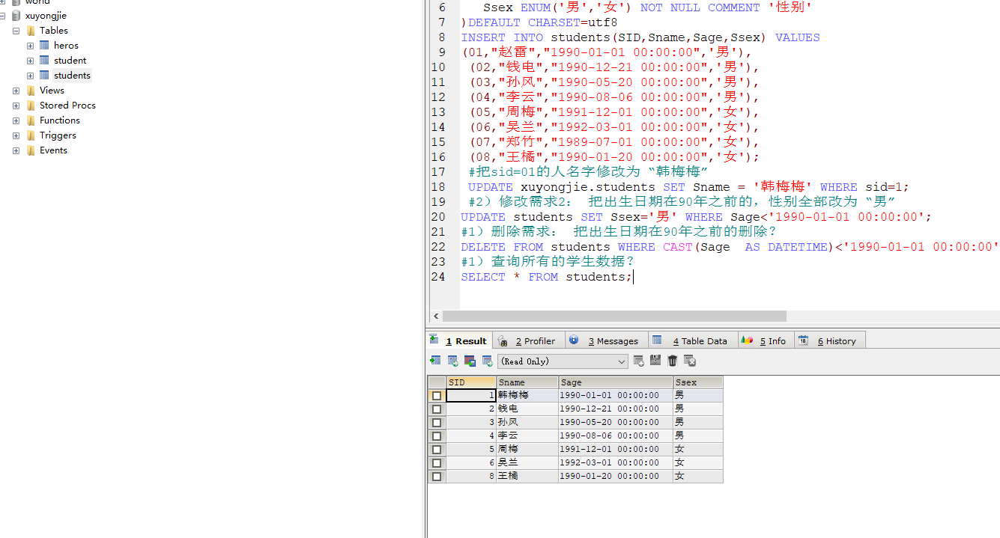 world
xuyongjie
Tables
heros
student
students
Views
Stored Procs
Functions
Triggers
Events
6 Ssex ENUM('男','女') NOT NULL COMMENT '性别'
7 )DEFAULT CHARSET=utf8
8 INSERT INTO students(SID,Sname,Sage,Ssex) VALUES
9 (01,"赵雷","1990-01-01 00:00:00",'男'),
10 (02,"钱电","1990-12-21 00:00:00",'男'),
11 (03,"孙风","1990-05-20 00:00:00",'男'),
12 (04,"李云","1990-08-06 00:00:00",'男'),
13 (05,"周梅","1991-12-01 00:00:00",'女'),
14 (06,"吴兰","1992-03-01 00:00:00",'女'),
15 (07,"郑竹","1989-07-01 00:00:00",'女'),
16 (08,"王橘","1990-01-20 00:00:00",'女');
17 #把sid=01的人名字修改为 “韩梅梅”
18 UPDATE xuyongjie.students SET Sname = '韩梅梅' WHERE sid=1;
19 #2）修改需求2： 把出生日期在90年之前的，性别全部改为 “男”
20 UPDATE students SET Ssex='男' WHERE Sage<'1990-01-01 00:00:00';
21 #1）删除需求： 把出生日期在90年之前的删除？
22 DELETE FROM students WHERE CAST(Sage  AS DATETIME)<'1990-01-01 00:00:00'
23 #1）查询所有的学生数据？
24 SELECT * FROM students;
1 Result 2 Profiler 3 Messages 4 Table Data 5 Info 6 History
(Read Only)
SID Sname Sage Ssex
1 韩梅梅 1990-01-01 00:00:00 男
2 钱电 1990-12-21 00:00:00 男
3 孙风 1990-05-20 00:00:00 男
4 李云 1990-08-06 00:00:00 男
5 周梅 1991-12-01 00:00:00 女
6 吴兰 1992-03-01 00:00:00 女
8 王橘 1990-01-20 00:00:00 女